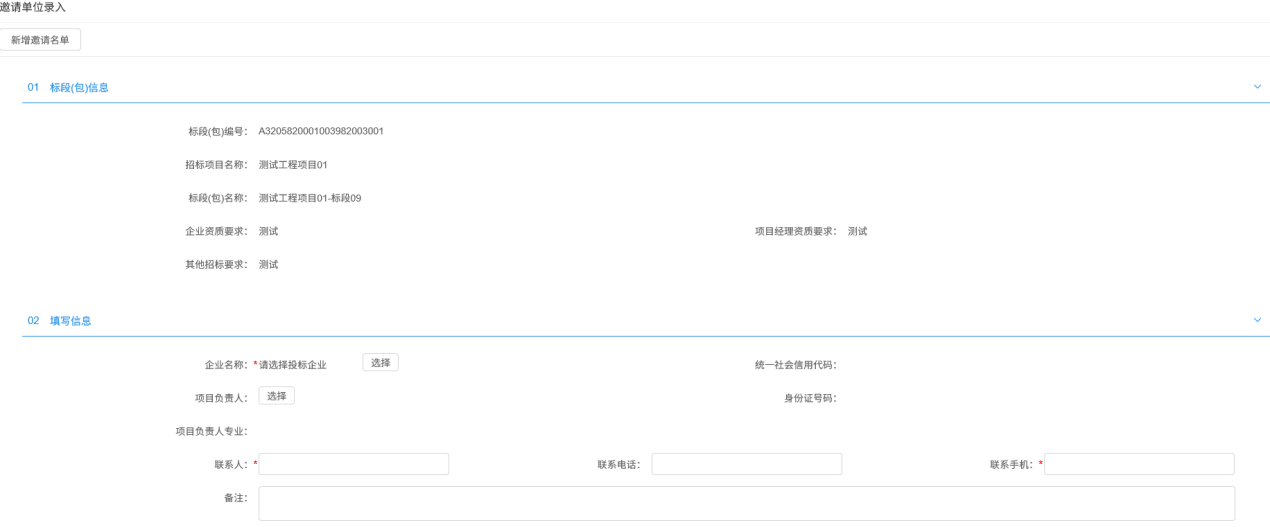 邀请单位录入
新增邀请名单
01 标段(包)信息
标段(包)编号： A3205820001003982003001
招标项目名称： 测试工程项目01
标段(包)名称： 测试工程项目01-标段09
企业资质要求： 测试 项目经理资质要求： 测试
其他招标要求： 测试
02 填写信息
企业名称：*请选择投标企业 选择 统一社会信用代码：
项目负责人： 选择 身份证号码：
项目负责人专业：
联系人：* 联系电话： 联系手机：*
备注：